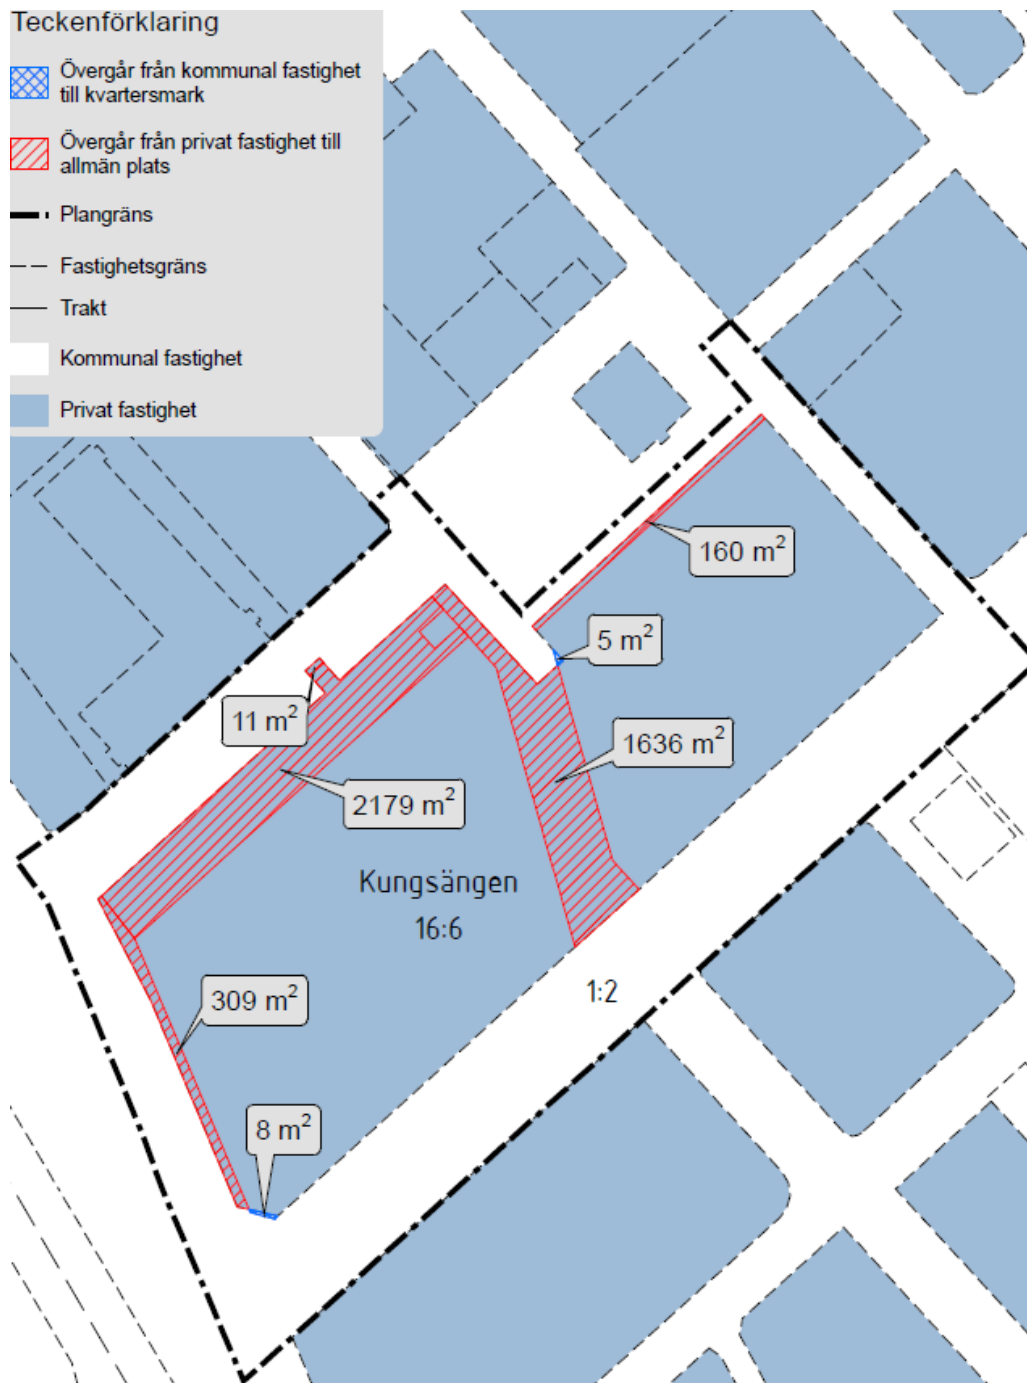 Teckenförklaring
Övergår från kommunal fastighet
till kvartersmark
Övergår från privat fastighet till
allmän plats
Plangräns
Fastighetsgräns
Trakt
Kommunal fastighet
Privat fastighet
160 m²
5 m²
11 m²
1636 m²
2179 m²
Kungsängen
16:6
1:2
309 m²
8 m²